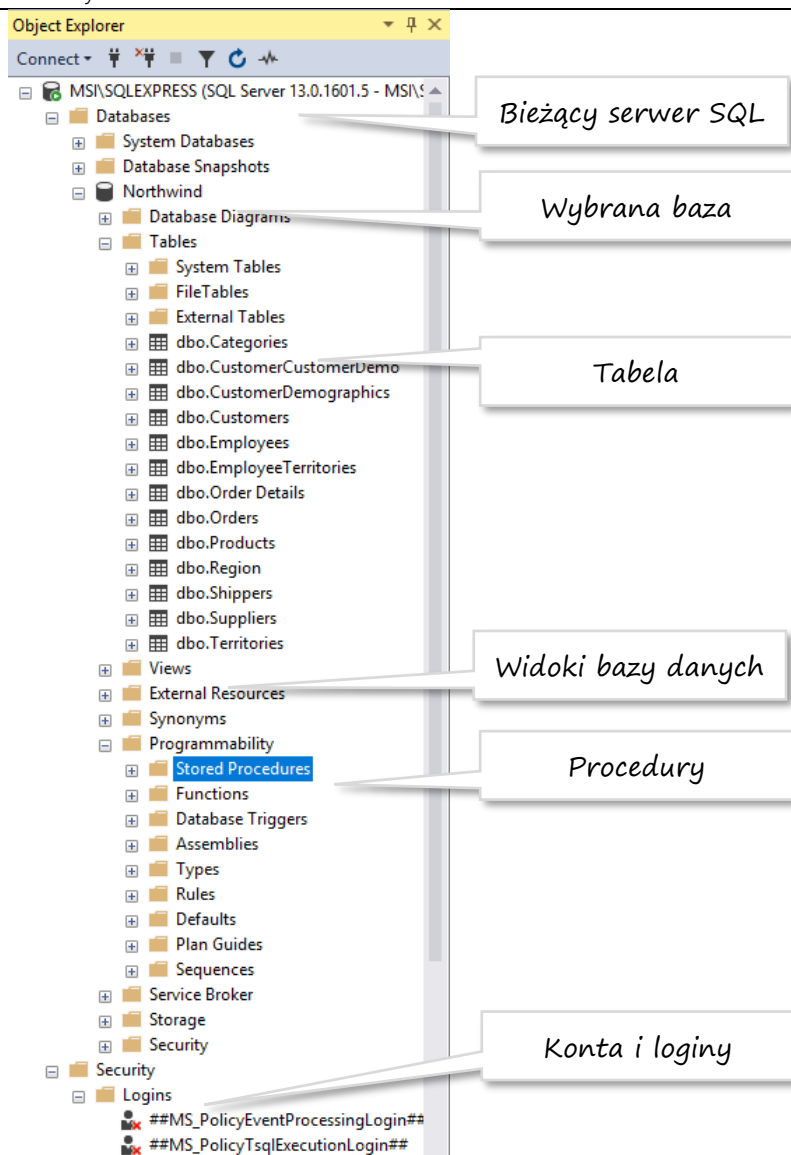 Object Explorer
Connect
MSI\SQLEXPRESS (SQL Server 13.0.1601.5 - MSI\S
Bieżący serwer SQL
Databases
System Databases
Database Snapshots
Northwind
Wybrana baza
Database Diagrams
Tables
System Tables
FileTables
External Tables
dbo.Categories
dbo.CustomerCustomerDemo
Tabela
dbo.CustomerDemographics
dbo.Customers
dbo.Employees
dbo.EmployeeTerritories
dbo.Order Details
dbo.Orders
dbo.Products
dbo.Region
dbo.Shippers
dbo.Suppliers
dbo.Territories
Widoki bazy danych
Views
External Resources
Synonyms
Programmability
Procedury
Stored Procedures
Functions
Database Triggers
Assemblies
Types
Rules
Defaults
Plan Guides
Sequences
Service Broker
Storage
Security
Konta i loginy
Security
Logins
##MS_PolicyEventProcessingLogin##
##MS_PolicyTsqlExecutionLogin##